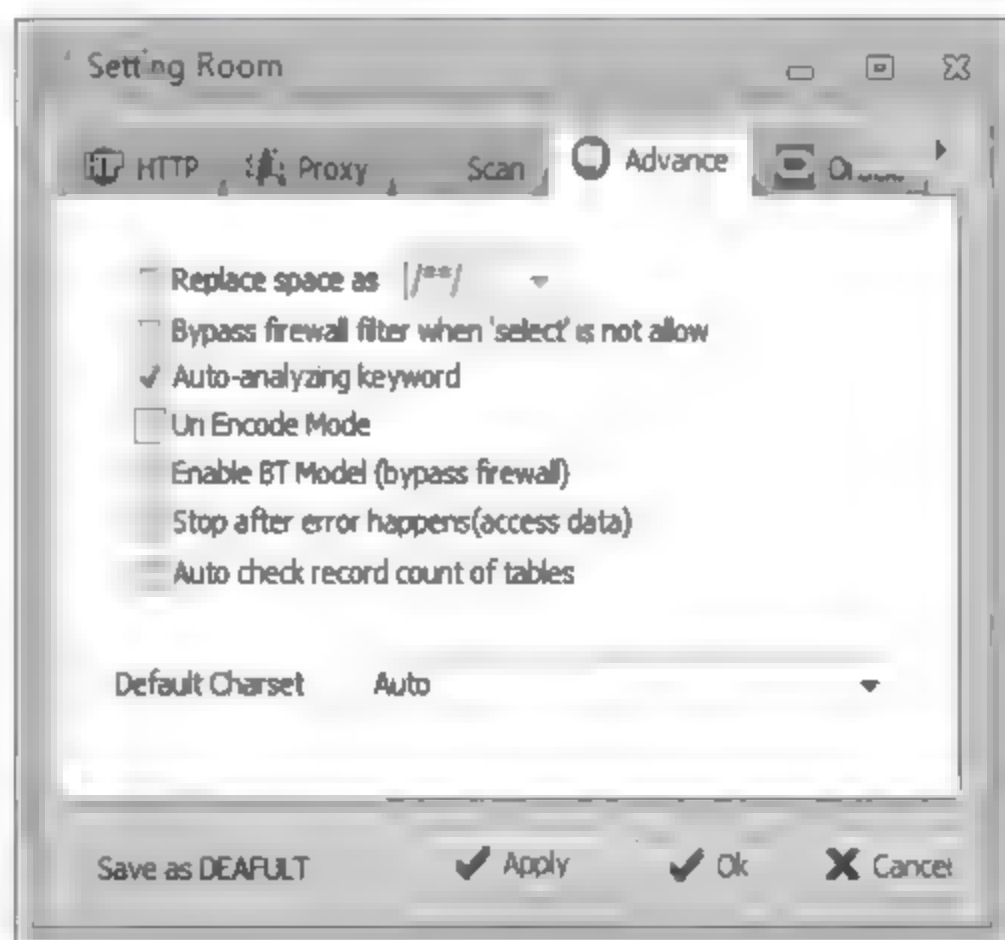 Setting Room
HTTP Proxy Scan Advance
Replace space as /**/
Bypass firewall filter when 'select' is not allow
Auto-analyzing keyword
Un Encode Mode
Enable BT Model (bypass firewall)
Stop after error happens(access data)
Auto check record count of tables
Default Charset Auto
Save as DEAFULT Apply Ok Cancel